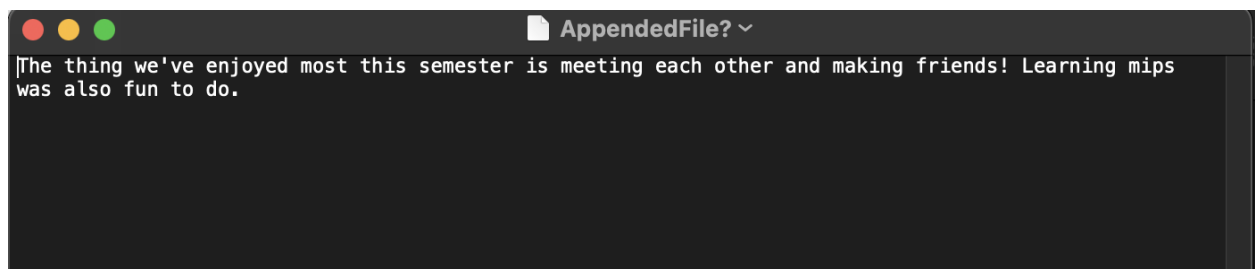 AppendedFile?
The thing we've enjoyed most this semester is meeting each other and making friends! Learning mips
was also fun to do.